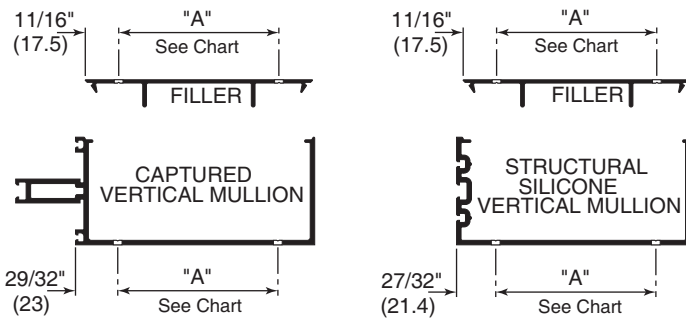 11/16"
(17.5)
"A"
See Chart
FILLER
CAPTURED
VERTICAL MULLION
29/32"
(23)
"A"
See Chart
11/16"
(17.5)
"A"
See Chart
FILLER
STRUCTURAL
SILICONE
VERTICAL MULLION
27/32"
(21.4)
"A"
See Chart